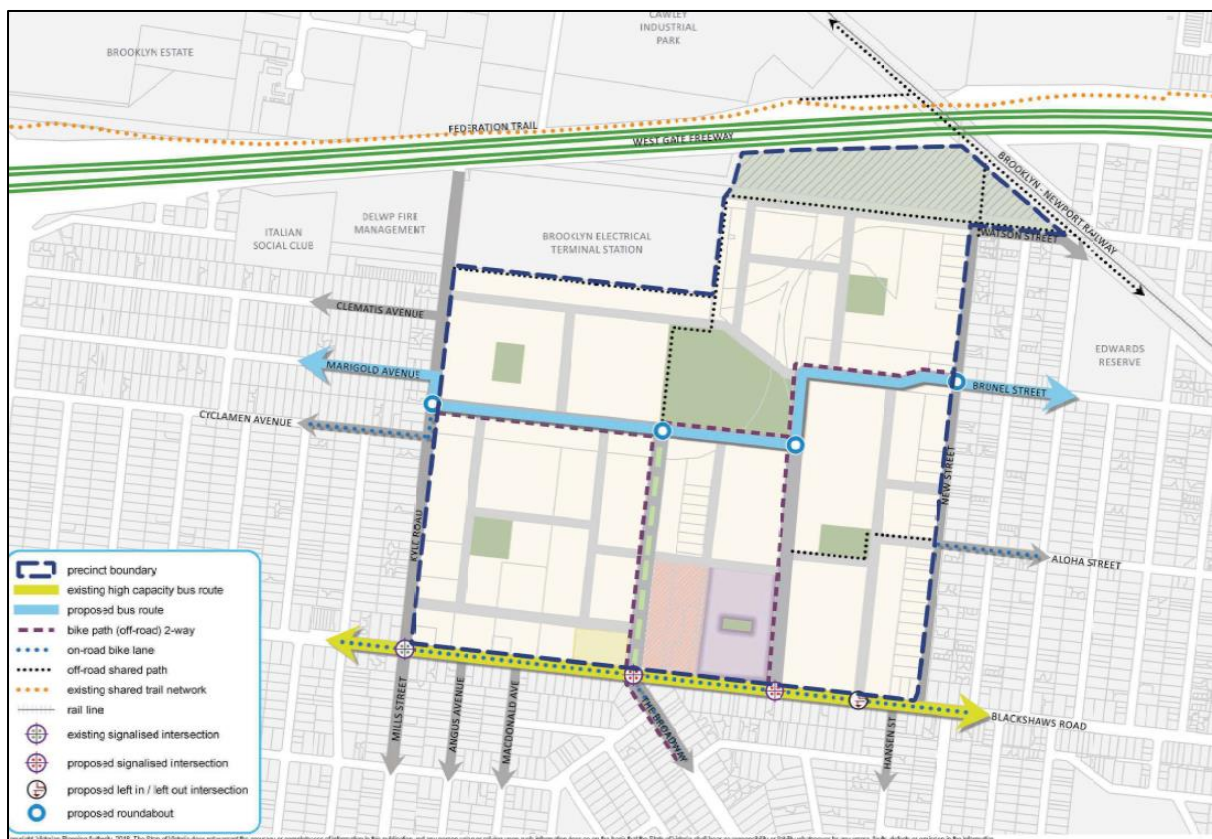 CAWLEY
INDUSTRIAL
PARK
BROOKLYN ESTATE
FEDERATION TRAIL
WEST GATE FREEWAY
BROOKLYN - NEWPORT RAILWAY
DELWP FIRE
MANAGEMENT
ITALIAN
SOCIAL CLUB
BROOKLYN ELECTRICAL
TERMINAL STATION
WATSON STREET
CLEMATIS AVENUE
EDWARDS
RESERVE
MARIGOLD AVENUE
BRUNEL STREET
CYCLAMEN AVENUE
NEW STREET
KYLE ROAD
ALOHA STREET
precinct boundary
existing high capacity bus route
proposed bus route
bike path (off-road) 2-way
on-road bike lane
off-road shared path
existing shared trail network
rail line
existing signalised intersection
proposed signalised intersection
proposed left in / left out intersection
proposed roundabout
MILLS STREET
ANGUS AVENUE
MACDONALD AVE
THE BROADWAY
HANSEN ST
BLACKSHAWS ROAD